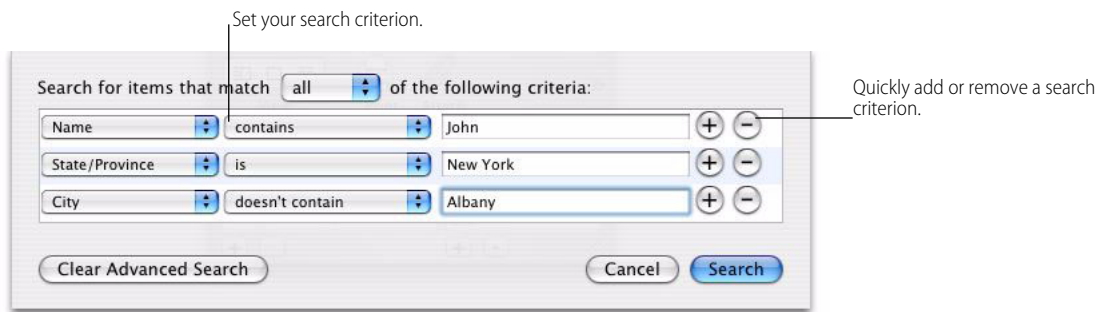 Set your search criterion.
Search for items that match all of the following criteria:
Quickly add or remove a search
criterion.
Name contains John + −
State/Province is New York + −
City doesn't contain Albany + −
Clear Advanced Search Cancel Search